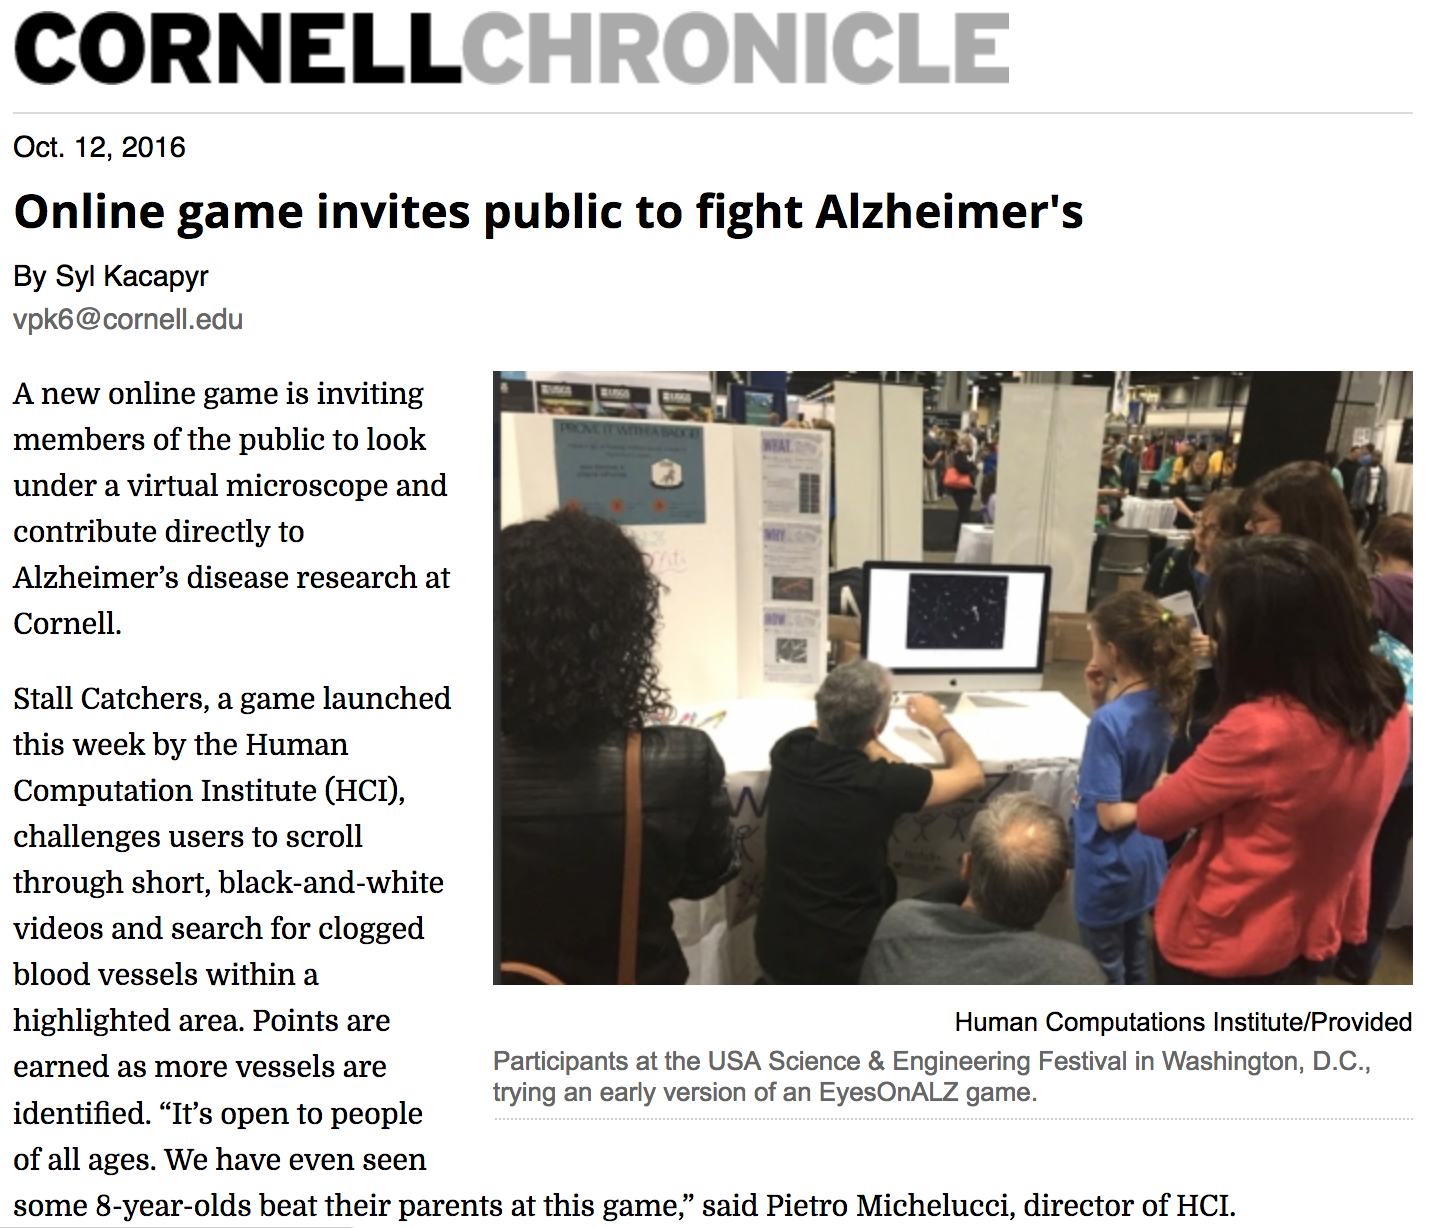 CORNELLCHRONICLE
Oct. 12, 2016
Online game invites public to fight Alzheimer's
By Syl Kacapyr
vpk6@cornell.edu
A new online game is inviting
members of the public to look
under a virtual microscope and
contribute directly to
Alzheimer’s disease research at
Cornell.
Stall Catchers, a game launched
this week by the Human
Computation Institute (HCI),
challenges users to scroll
through short, black-and-white
videos and search for clogged
blood vessels within a
highlighted area. Points are
earned as more vessels are
identified. “It’s open to people
of all ages. We have even seen
some 8-year-olds beat their parents at this game,” said Pietro Michelucci, director of HCI.
USGS
USGS
USGS
PROVE IT WITH A BADGE!
WHAT
WHY
HOW
Human Computations Institute/Provided
Participants at the USA Science & Engineering Festival in Washington, D.C.,
trying an early version of an EyesOnALZ game.